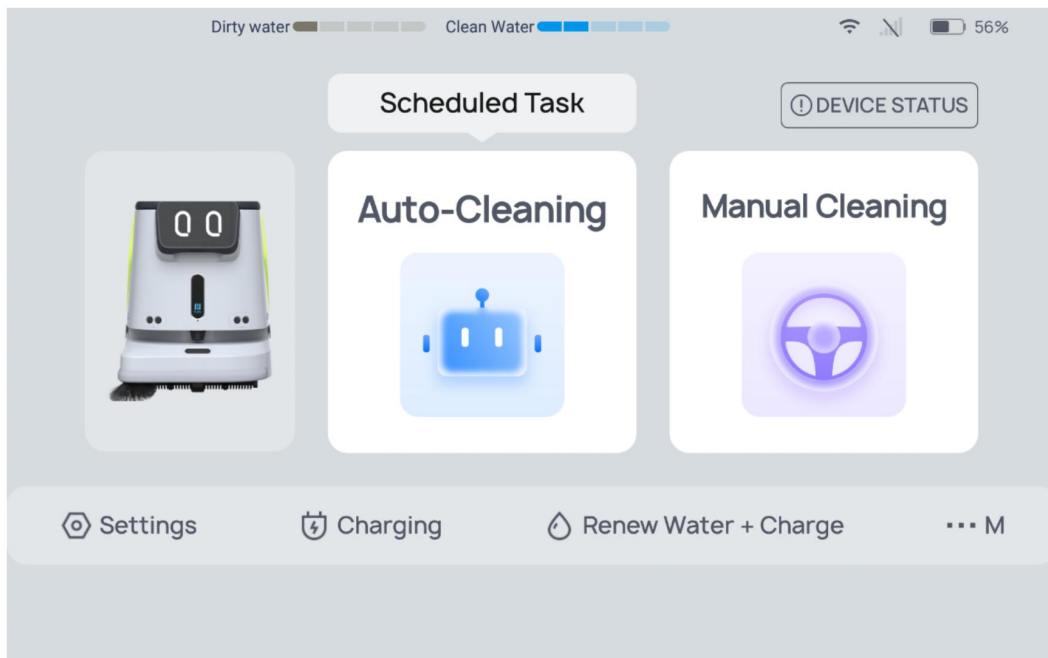 Dirty water
Clean Water
56%
Scheduled Task
DEVICE STATUS
Auto-Cleaning
Manual Cleaning
Settings
Charging
Renew Water + Charge
··· M